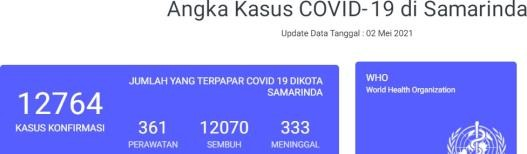 Angka Kasus COVID-19 di Samarinda
Update Data Tanggal : 02 Mei 2021
JUMLAH YANG TERPAPAR COVID 19 DIKOTA
SAMARINDA
12764
KASUS KONFIRMASI
361
PERAWATAN
12070
SEMBUH
333
MENINGGAL
WHO
World Health Organization